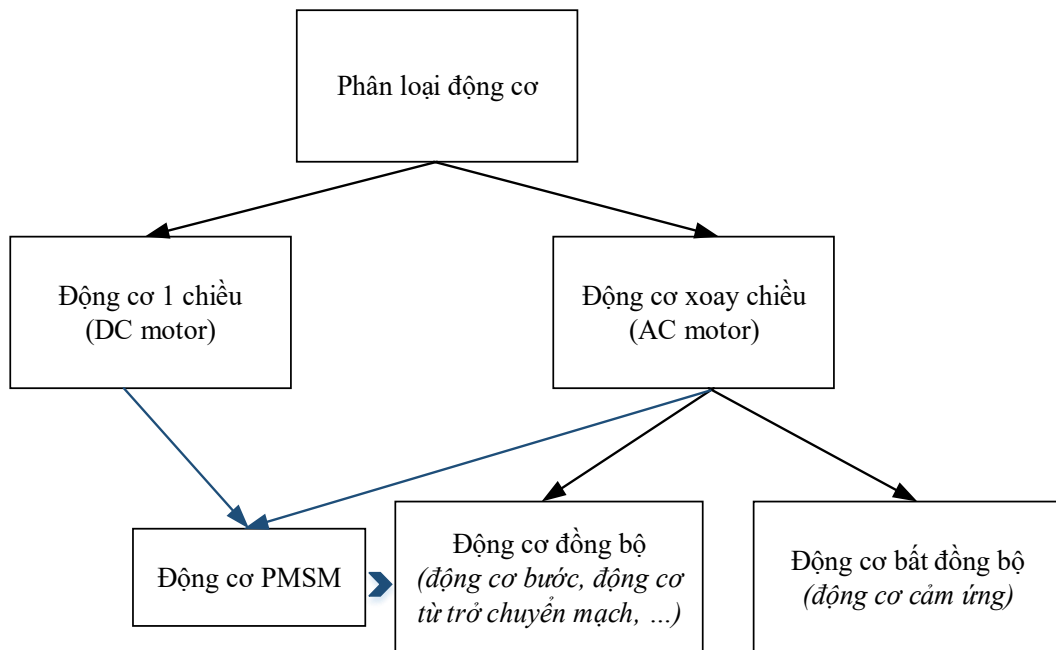 Phân loại động cơ
Động cơ 1 chiều
(DC motor)
Động cơ xoay chiều
(AC motor)
Động cơ PMSM
Động cơ đồng bộ
(động cơ bước, động cơ
từ trở chuyển mạch, ...)
Động cơ bất đồng bộ
(động cơ cảm ứng)